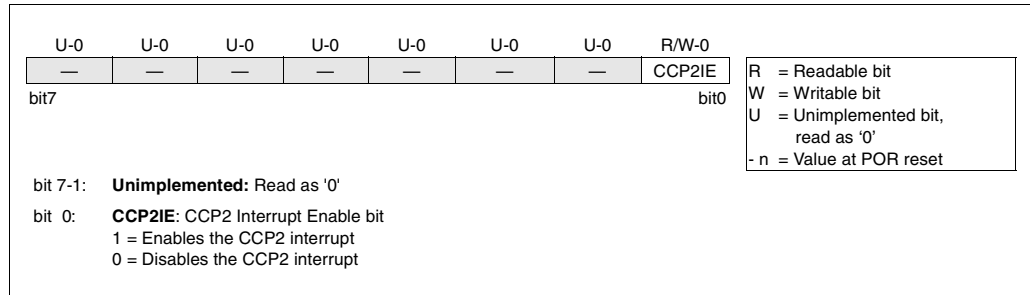 U-0 U-0 U-0 U-0 U-0 U-0 U-0 R/W-0
— — — — — — — CCP2IE
bit7 bit0
R = Readable bit
W = Writable bit
U = Unimplemented bit,
read as ‘0’
- n = Value at POR reset
bit 7-1: Unimplemented: Read as '0'
bit 0: CCP2IE: CCP2 Interrupt Enable bit
1 = Enables the CCP2 interrupt
0 = Disables the CCP2 interrupt